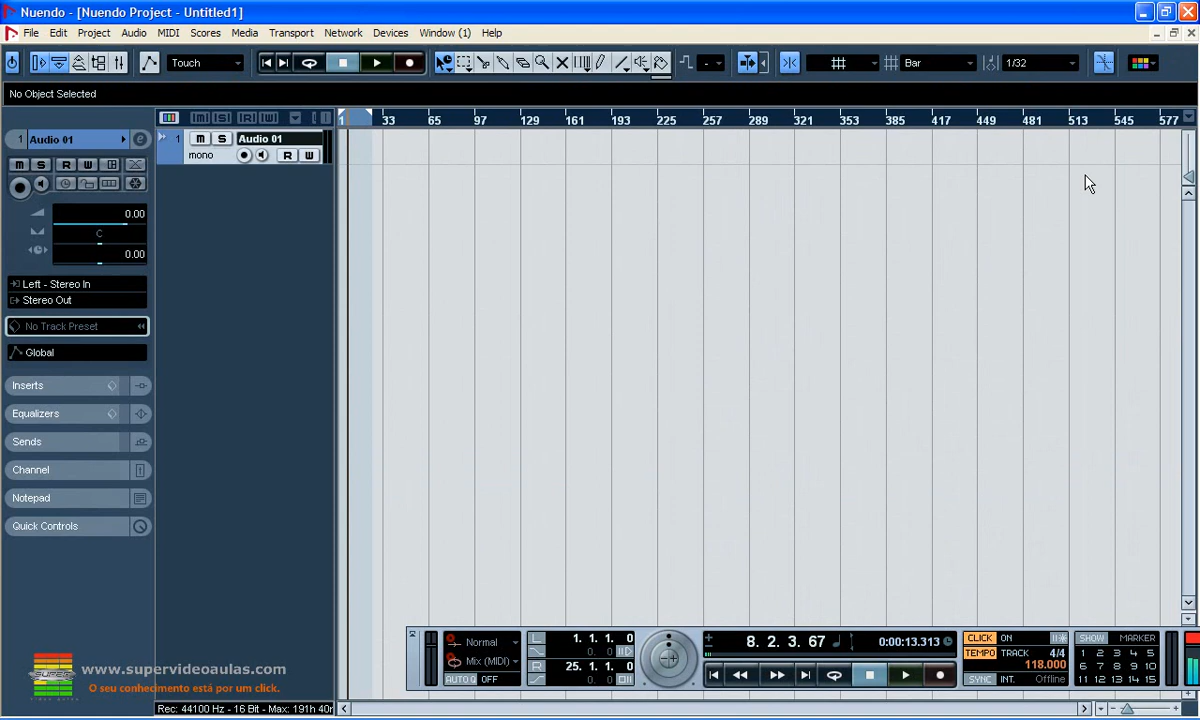 Nuendo - [Nuendo Project - Untitled1]
File Edit Project Audio MIDI Scores Media Transport Network Devices Window (1) Help
Touch - Bar 1/32
No Object Selected
M S R W
1 33 65 97 129 161 193 225 257 289 321 353 385 417 449 481 513 545 577
1 Audio 01 e
1 M S Audio 01
mono R W
M S R W
0.00
C
0.00
Left - Stereo In
Stereo Out
No Track Preset
Global
Inserts
Equalizers
Sends
Channel
Notepad
Quick Controls
Normal
Mix (MIDI)
AUTO Q OFF
L 1. 1. 1. 0
0. 0
R 25. 1. 1. 0
0. 0
8. 2. 3. 67 0:00:13.313
CLICK ON
TEMPO TRACK 4/4
118.000
SYNC INT. Offline
SHOW MARKER
1 2 3 4 5
6 7 8 9 10
11 12 13 14 15
SUPER
www.supervideoaulas.com
O seu conhecimento está por um click.
Rec: 44100 Hz - 16 Bit - Max: 191h 40